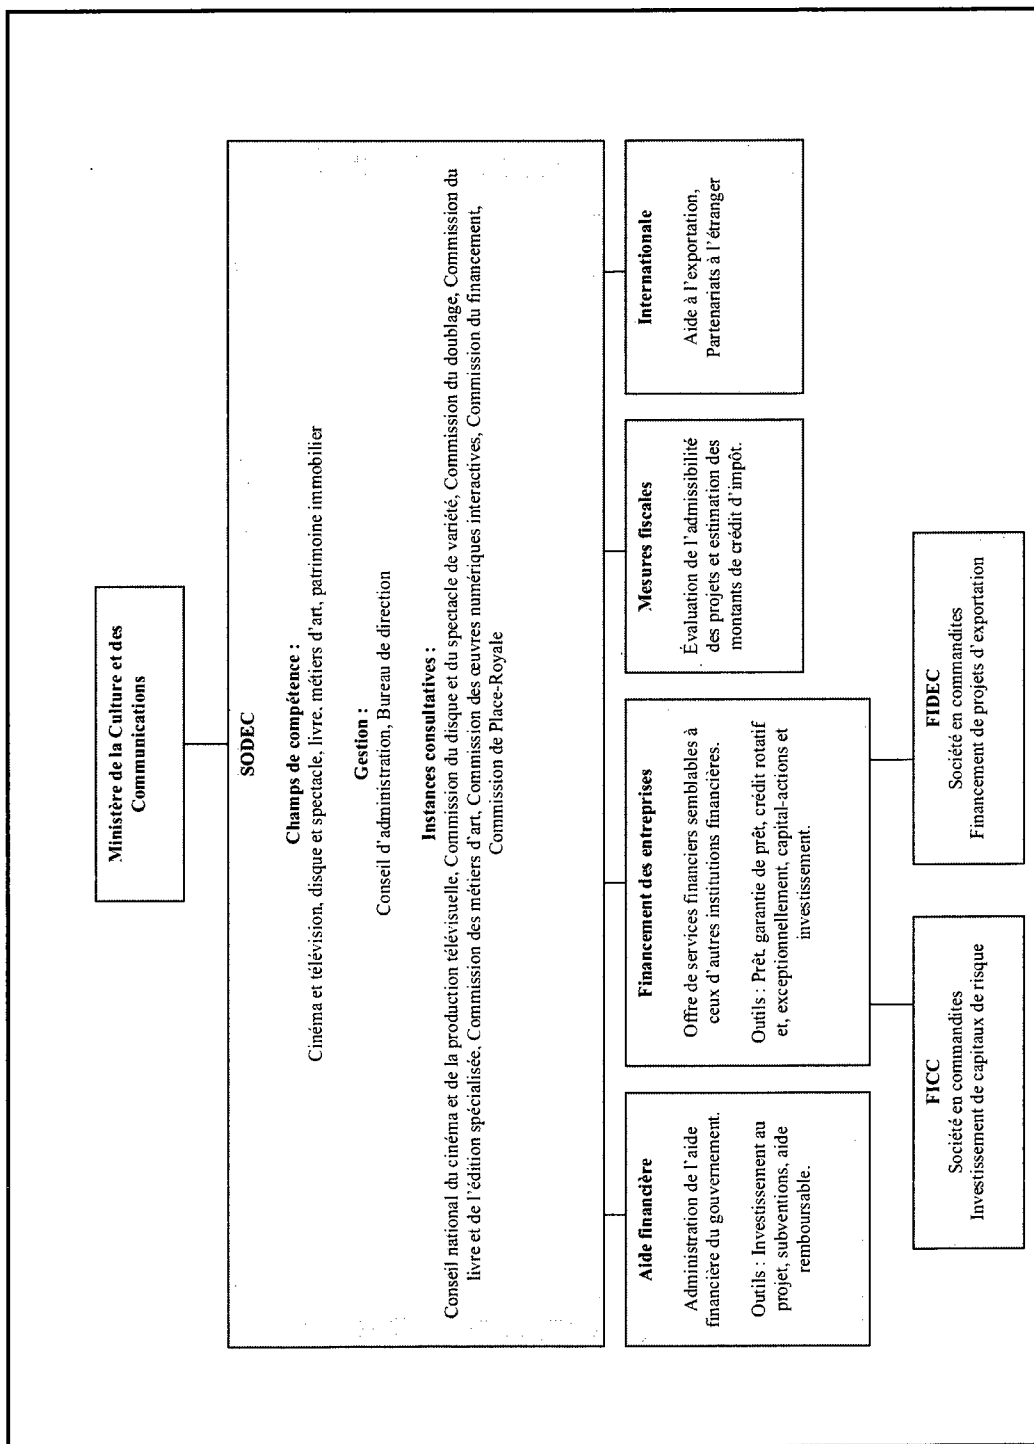 Ministère de la Culture et des
Communications
SODEC
Champs de compétence :
Cinéma et télévision, disque et spectacle, livre, métiers d'art, patrimoine immobilier
Gestion :
Conseil d'administration, Bureau de direction
Instances consultatives :
Conseil national du cinéma et de la production télévisuelle, Commission du disque et du spectacle de variété, Commission du doublage, Commission du
livre et de l'édition spécialisée, Commission des métiers d'art, Commission des œuvres numériques interactives, Commission du financement,
Commission de Place-Royale
Aide financière
Administration de l'aide
financière du gouvernement.
Outils : Investissement au
projet, subventions, aide
remboursable.
Financement des entreprises
Offre de services financiers semblables à
ceux d'autres institutions financières.
Outils : Prêt, garantie de prêt, crédit rotatif
et, exceptionnellement, capital-actions et
investissement.
Mesures fiscales
Évaluation de l'admissibilité
des projets et estimation des
montants de crédit d'impôt.
Internationale
Aide à l'exportation,
Partenariats à l'étranger
FICC
Société en commandites
Investissement de capitaux de risque
FIDEC
Société en commandites
Financement de projets d'exportation